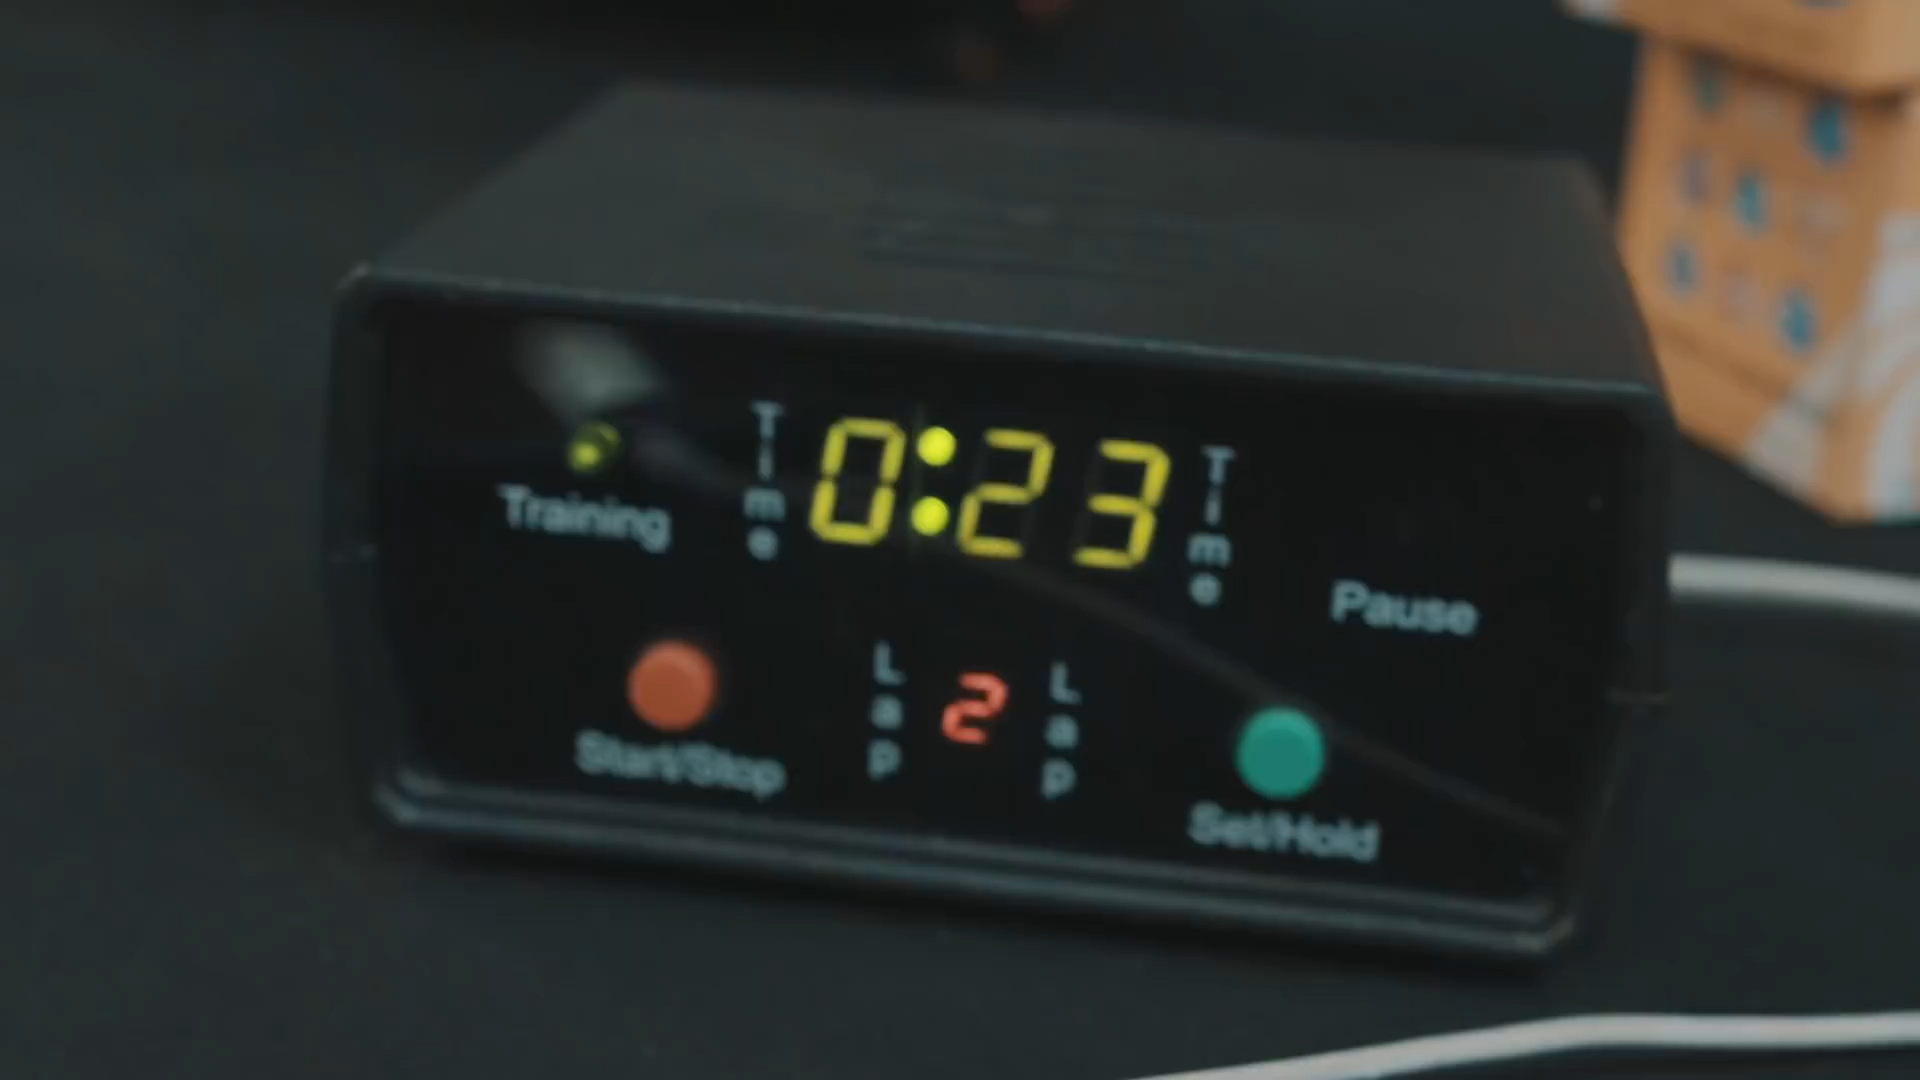 Time
0:23
Time
Training
Pause
Lap
2
Lap
Start/Stop
Set/Hold